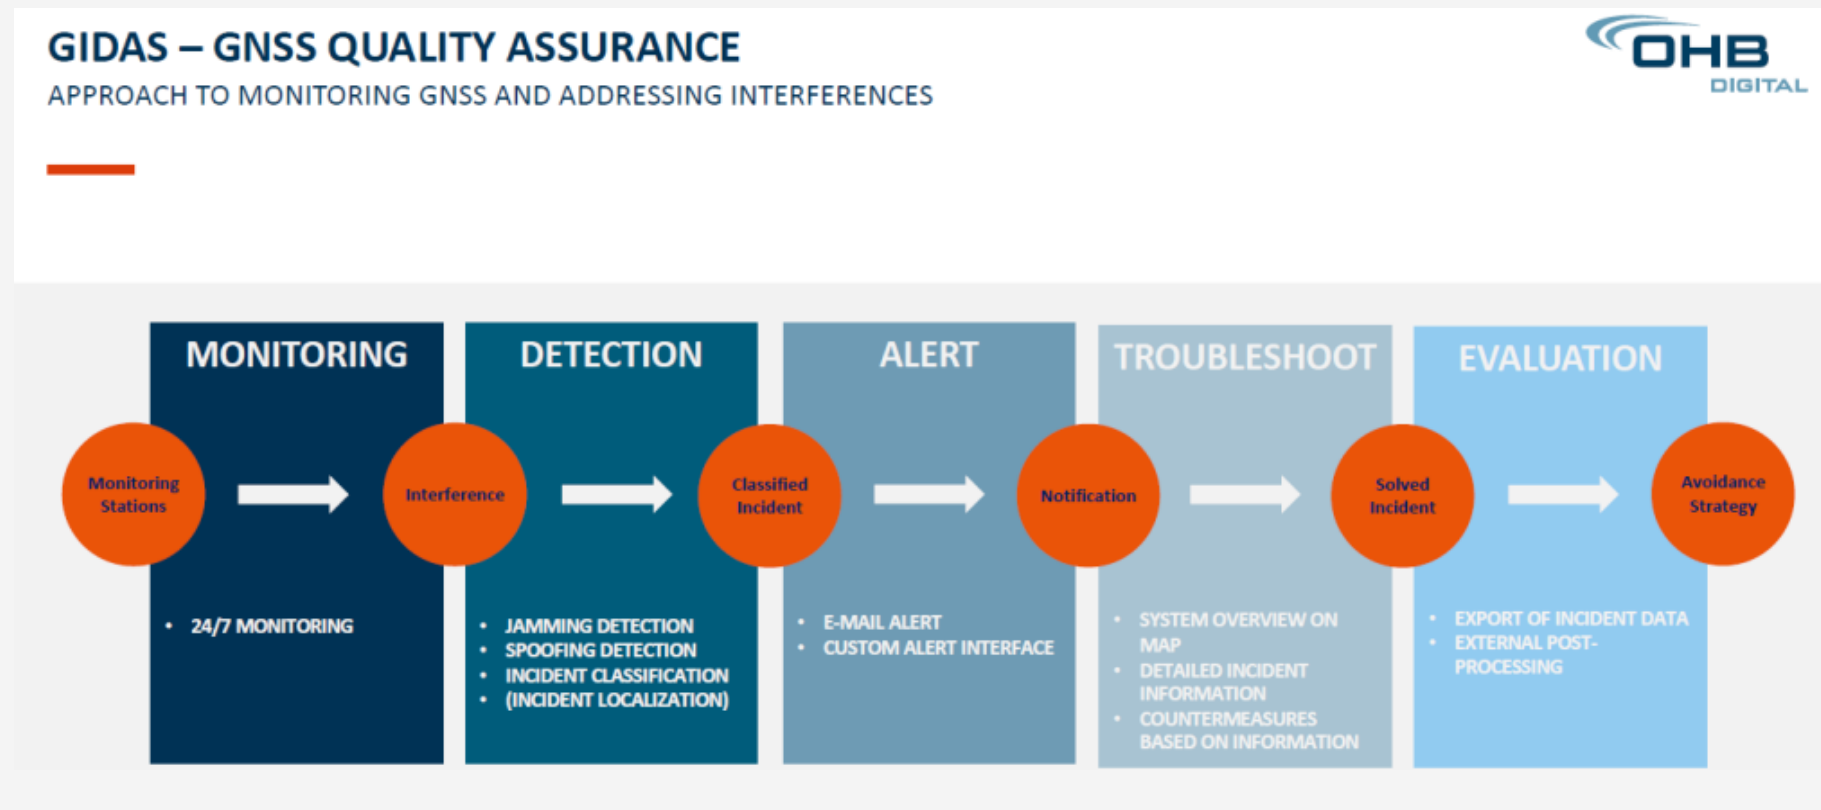 GIDAS – GNSS QUALITY ASSURANCE
APPROACH TO MONITORING GNSS AND ADDRESSING INTERFERENCES
OHB
DIGITAL
MONITORING
DETECTION
ALERT
TROUBLESHOOT
EVALUATION
Monitoring
Stations
Interference
Classified
Incident
Notification
Solved
Incident
Avoidance
Strategy
• 24/7 MONITORING
• JAMMING DETECTION
• SPOOFING DETECTION
• INCIDENT CLASSIFICATION
• (INCIDENT LOCALIZATION)
• E-MAIL ALERT
• CUSTOM ALERT INTERFACE
• SYSTEM OVERVIEW ON
MAP
• DETAILED INCIDENT
INFORMATION
• COUNTERMEASURES
BASED ON INFORMATION
• EXPORT OF INCIDENT DATA
• EXTERNAL POST-
PROCESSING